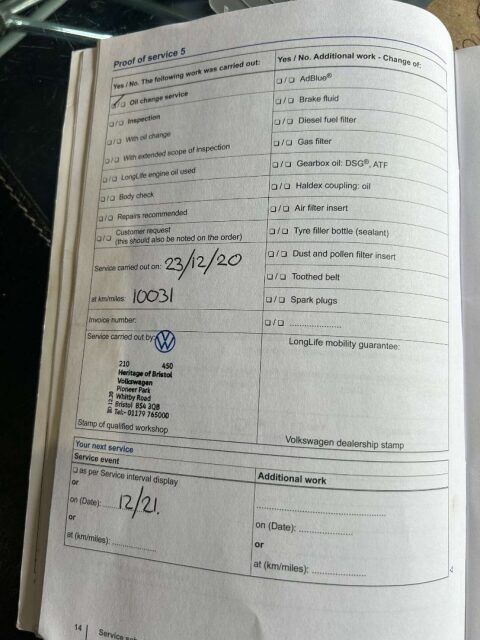 Proof of service 5
Yes / No. The following work was carried out:
☑/☐ Oil change service
☐/☐ Inspection
☐/☐ With oil change
☐/☐ With extended scope of inspection
☐/☐ LongLife engine oil used
☐/☐ Body check
☐/☐ Repairs recommended
☐/☐ Customer request
(this should also be noted on the order)
Service carried out on: 23/12/20
at km/miles: 10031
Invoice number:
Service carried out by:
VW
210 450
Heritage of Bristol
Volkswagen
Pioneer Park
Whitby Road
Bristol BS4 3QB
Tel:- 01179 765000
Stamp of qualified workshop
Yes / No. Additional work - Change of:
☐/☐ AdBlue®
☐/☐ Brake fluid
☐/☐ Diesel fuel filter
☐/☐ Gas filter
☐/☐ Gearbox oil: DSG®, ATF
☐/☐ Haldex coupling: oil
☐/☐ Air filter insert
☐/☐ Tyre filler bottle (sealant)
☐/☐ Dust and pollen filter insert
☐/☐ Toothed belt
☐/☐ Spark plugs
☐/☐ ....................
LongLife mobility guarantee:
Volkswagen dealership stamp
Your next service
Service event
☐ as per Service interval display
or
on (Date): 12/21.
or
at (km/miles): ....................
Additional work
....................
on (Date): ....................
or
at (km/miles): ....................
14 Service